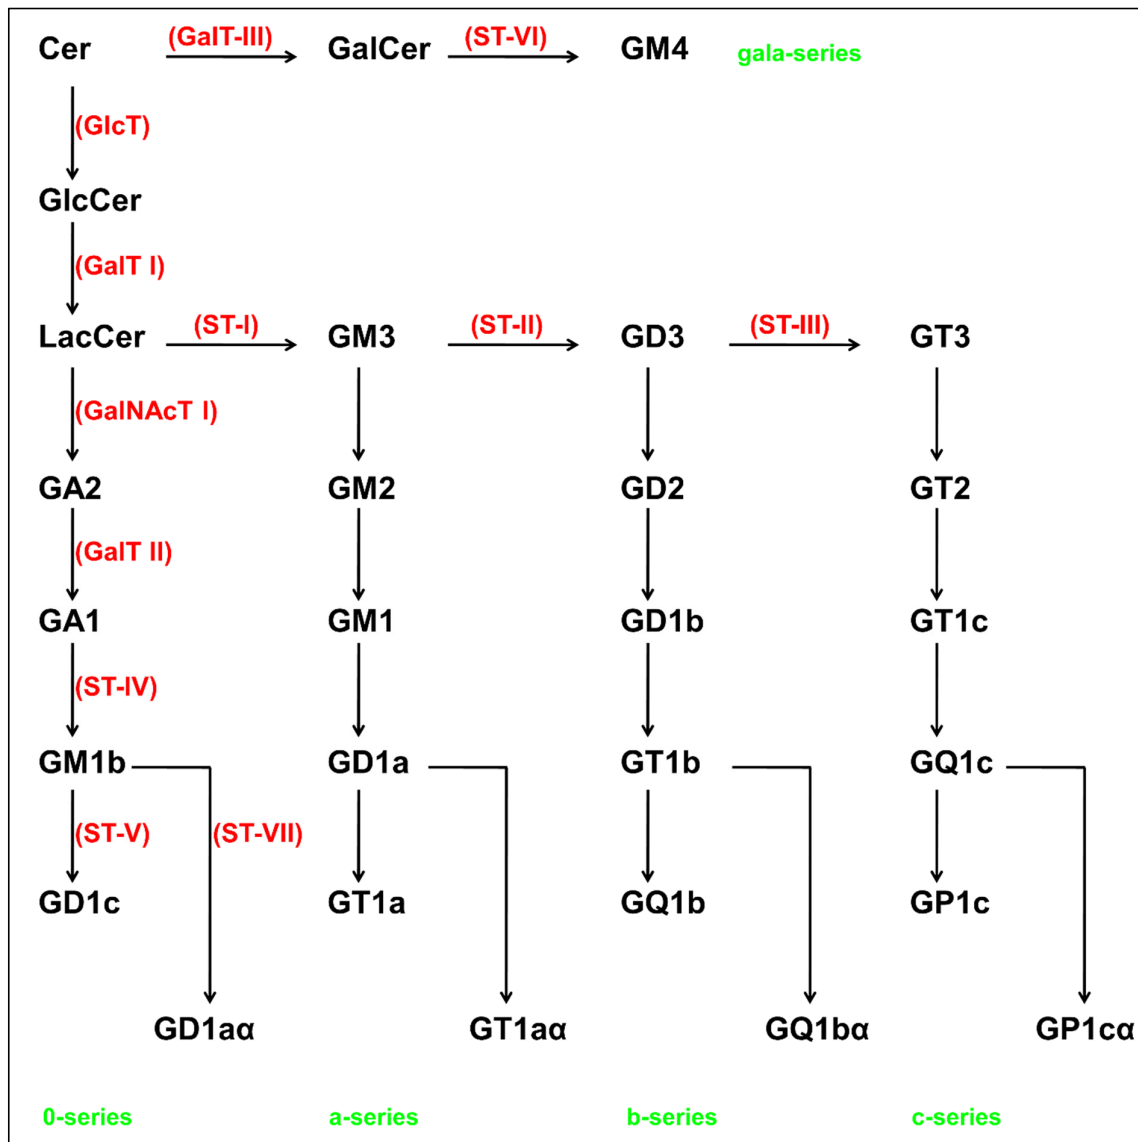 Cer (GalT-III) GalCer (ST-VI) GM4 gala-series
(GlcT)
GlcCer
(GalT I)
LacCer (ST-I) GM3 (ST-II) GD3 (ST-III) GT3
(GalNAcT I)
GA2 GM2 GD2 GT2
(GalT II)
GA1 GM1 GD1b GT1c
(ST-IV)
GM1b GD1a GT1b GQ1c
(ST-V) (ST-VII)
GD1c GT1a GQ1b GP1c
GD1aα GT1aα GQ1bα GP1cα
0-series a-series b-series c-series